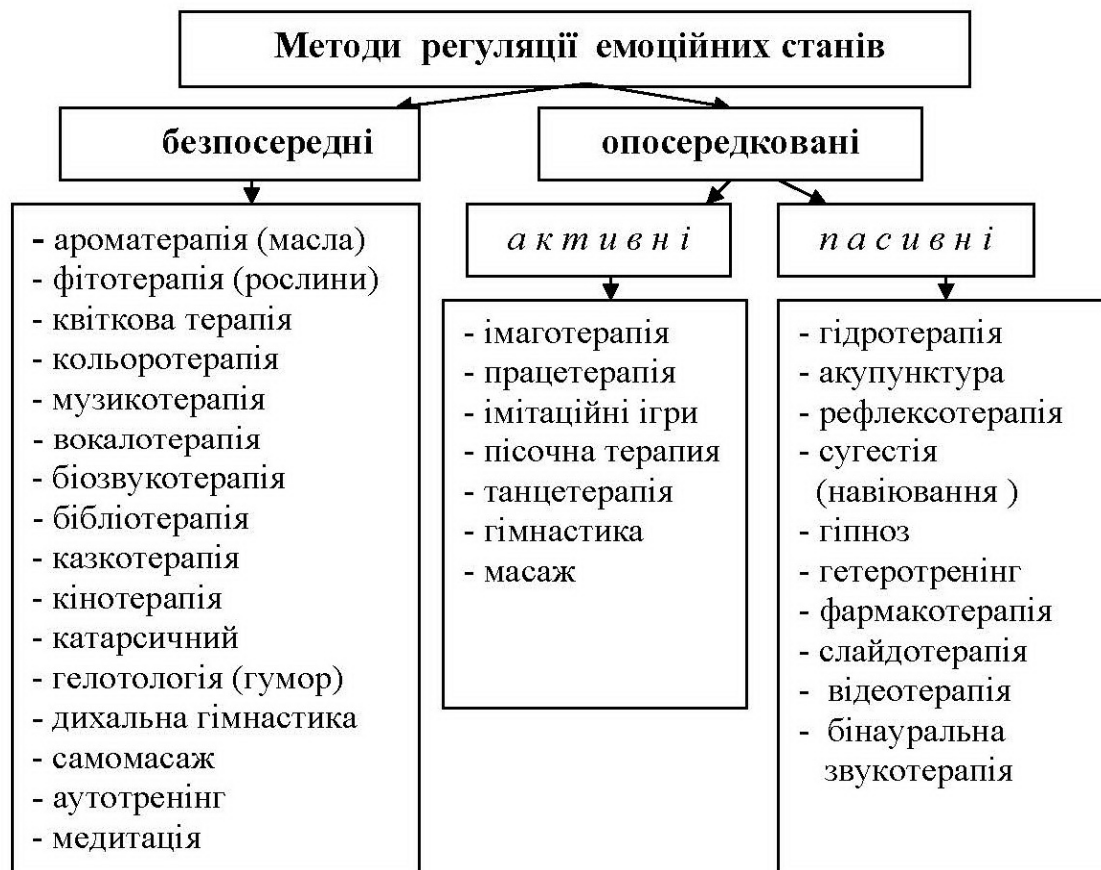 Методи регуляції емоційних станів
безпосередні
опосередковані
- ароматерапія (масла)
- фітотерапія (рослини)
- квіткова терапія
- кольоротерапія
- музикотерапія
- вокалотерапія
- біозвукотерапія
- бібліотерапія
- казкотерапія
- кінотерапія
- катарсичний
- гелотологія (гумор)
- дихальна гімнастика
- самомасаж
- аутотренінг
- медитація
активні
- імаготерапія
- працетерапія
- імітаційні ігри
- пісочна терапия
- танцетерапія
- гімнастика
- масаж
пасивні
- гідротерапія
- акупунктура
- рефлексотерапія
- сугестія
(навіювання )
- гіпноз
- гетеротренінг
- фармакотерапія
- слайдотерапія
- відеотерапія
- бінауральна
звукотерапія